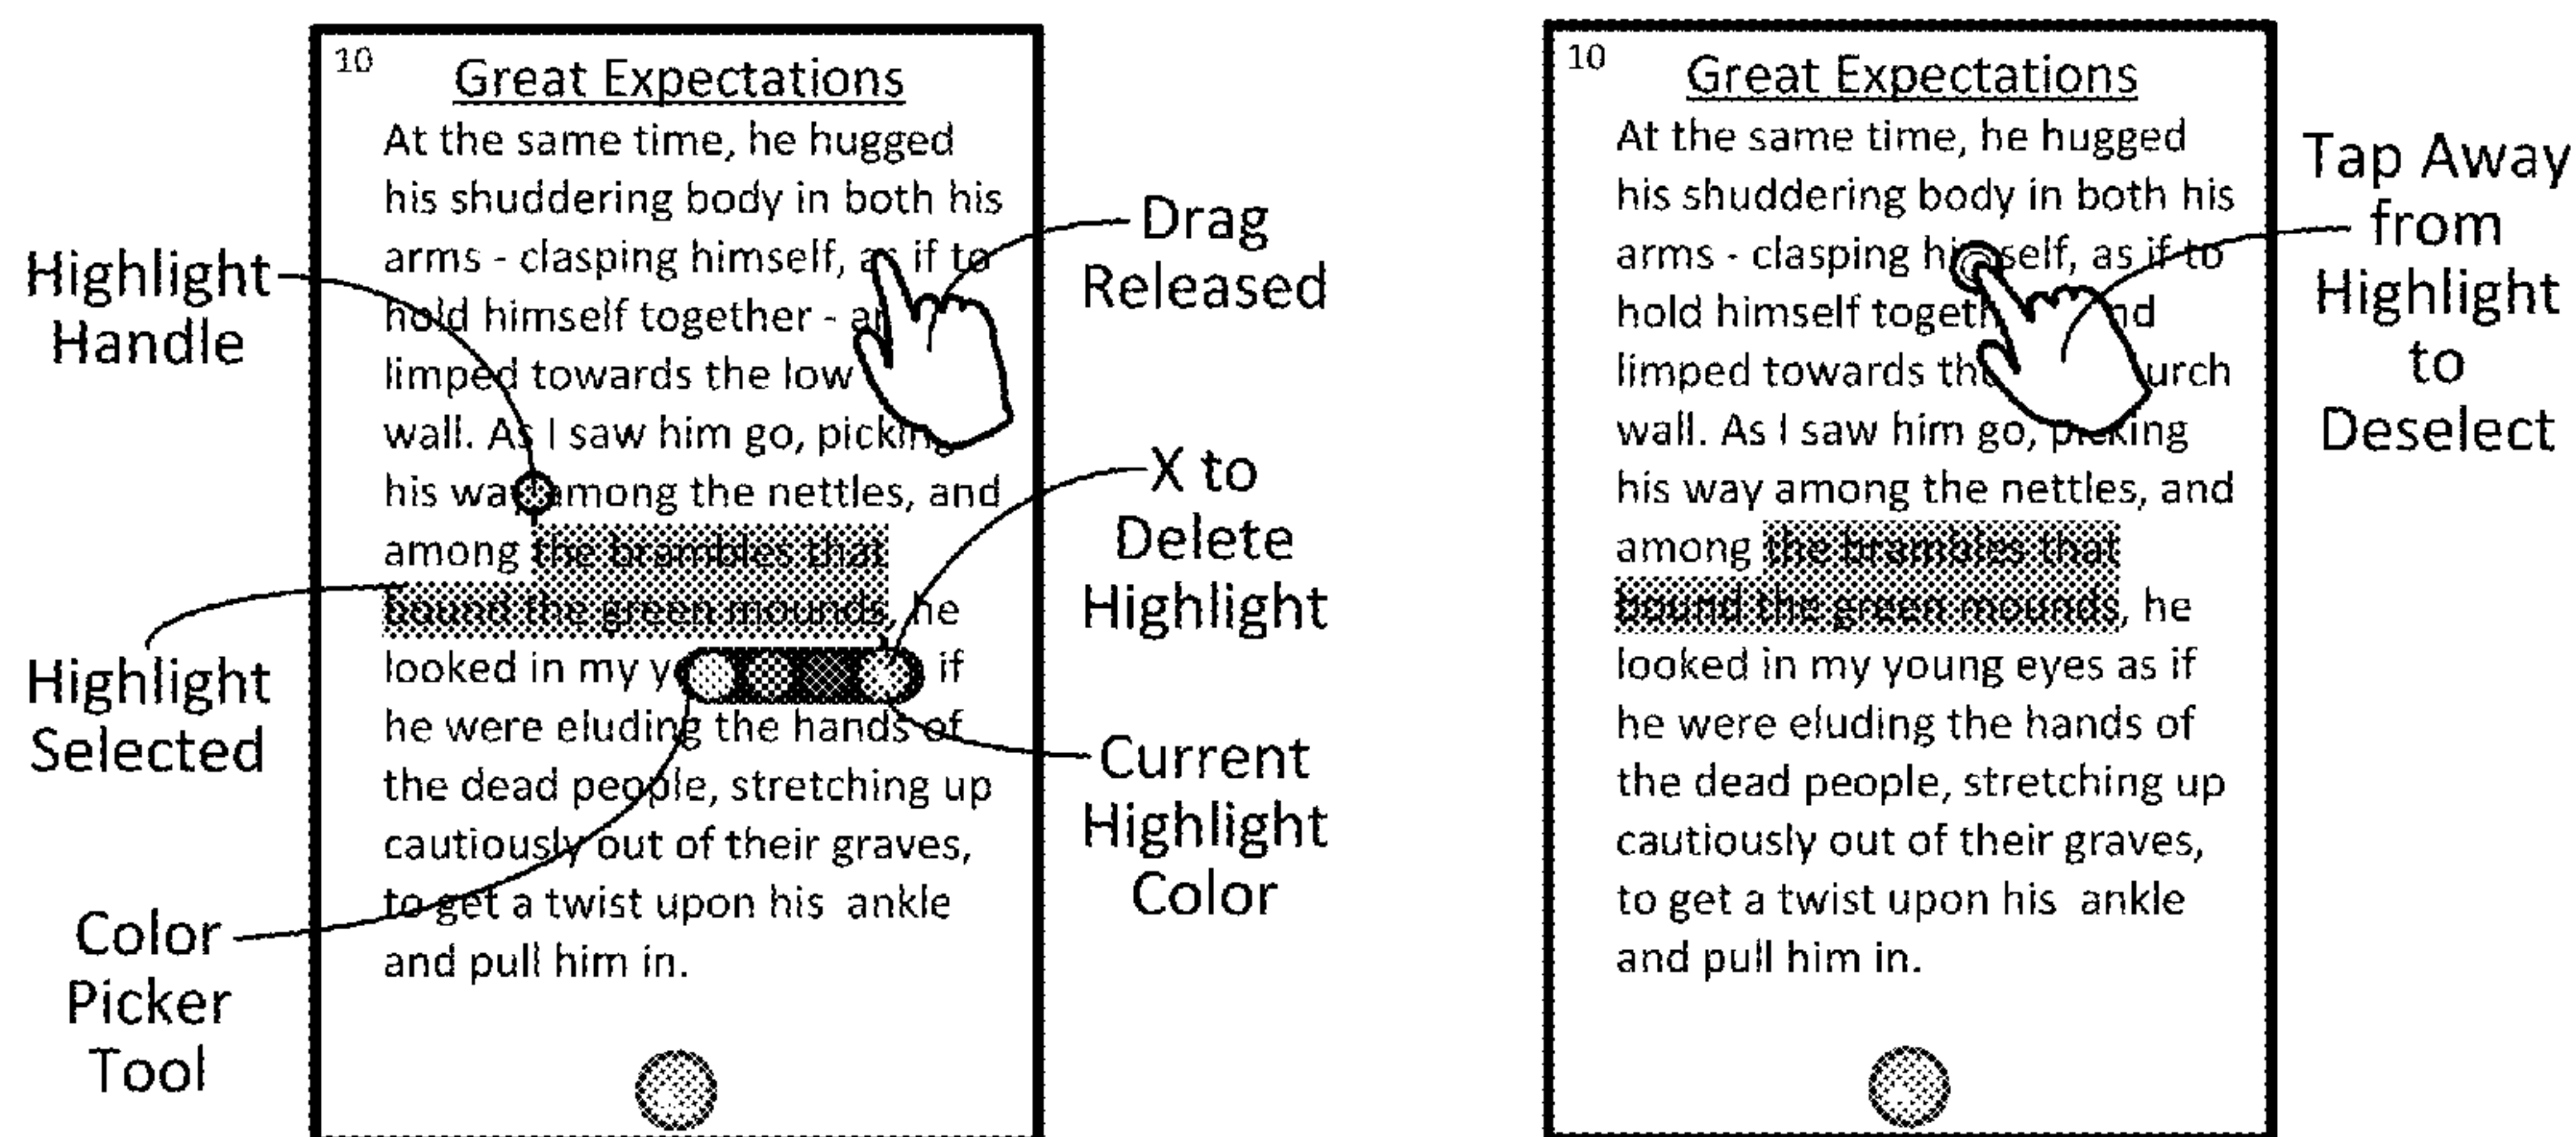 10
Great Expectations
At the same time, he hugged
his shuddering body in both his
arms - clasping himself, as if to
hold himself together -
limped towards the low
wall. As I saw him go, picking
his way among the nettles, and
among the brambles that
bound the green mounds, he
looked in my if
he were eluding the hands of
the dead people, stretching up
cautiously out of their graves,
to get a twist upon his ankle
and pull him in.
Highlight
Handle
Highlight
Selected
Color
Picker
Tool
Drag
Released
X to
Delete
Highlight
Current
Highlight
Color
10
Great Expectations
At the same time, he hugged
his shuddering body in both his
arms - clasping himself, as if to
hold himself together
limped towards
wall. As I saw him go, picking
his way among the nettles, and
among the brambles that
bound the green mounds, he
looked in my young eyes as if
he were eluding the hands of
the dead people, stretching up
cautiously out of their graves,
to get a twist upon his ankle
and pull him in.
Tap Away
from
Highlight
to
Deselect